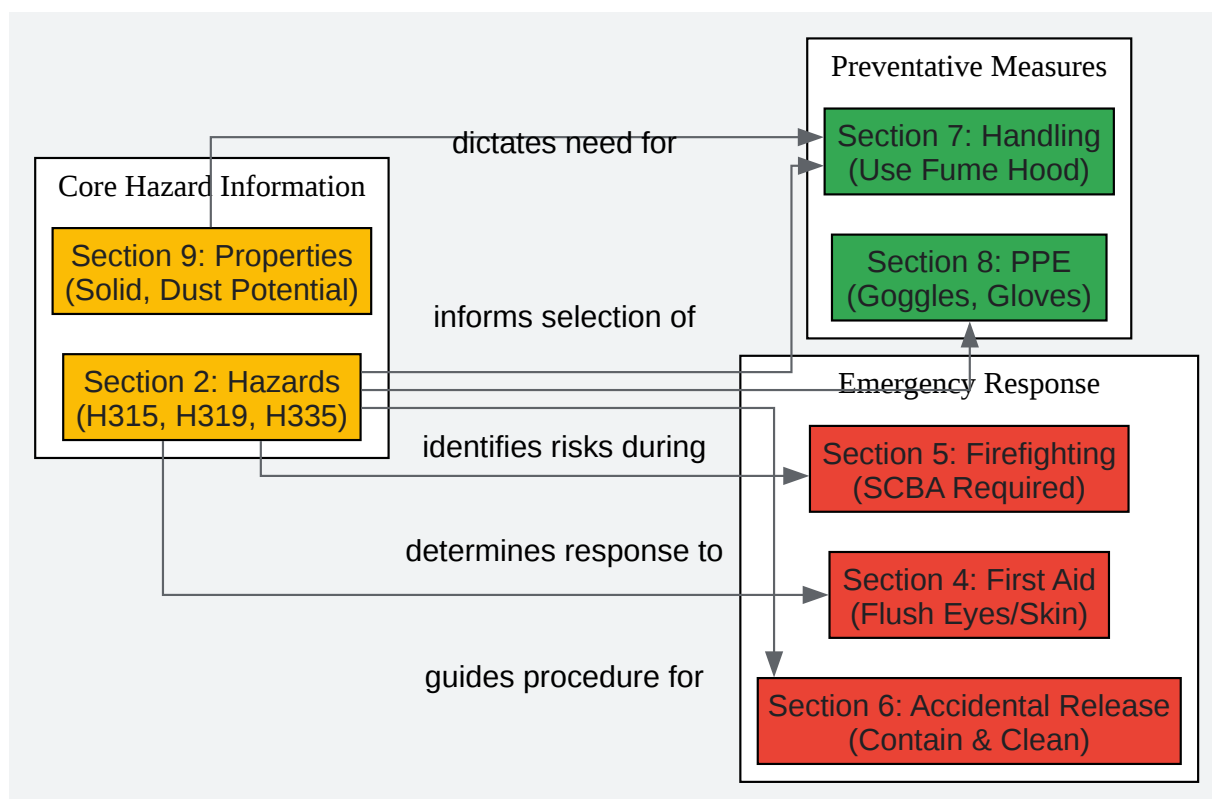 Preventative Measures
Section 7: Handling
(Use Fume Hood)
Section 8: PPE
(Goggles, Gloves)
dictates need for
Core Hazard Information
Section 9: Properties
(Solid, Dust Potential)
Section 2: Hazards
(H315, H319, H335)
informs selection of
identifies risks during
determines response to
guides procedure for
Emergency Response
Section 5: Firefighting
(SCBA Required)
Section 4: First Aid
(Flush Eyes/Skin)
Section 6: Accidental Release
(Contain & Clean)